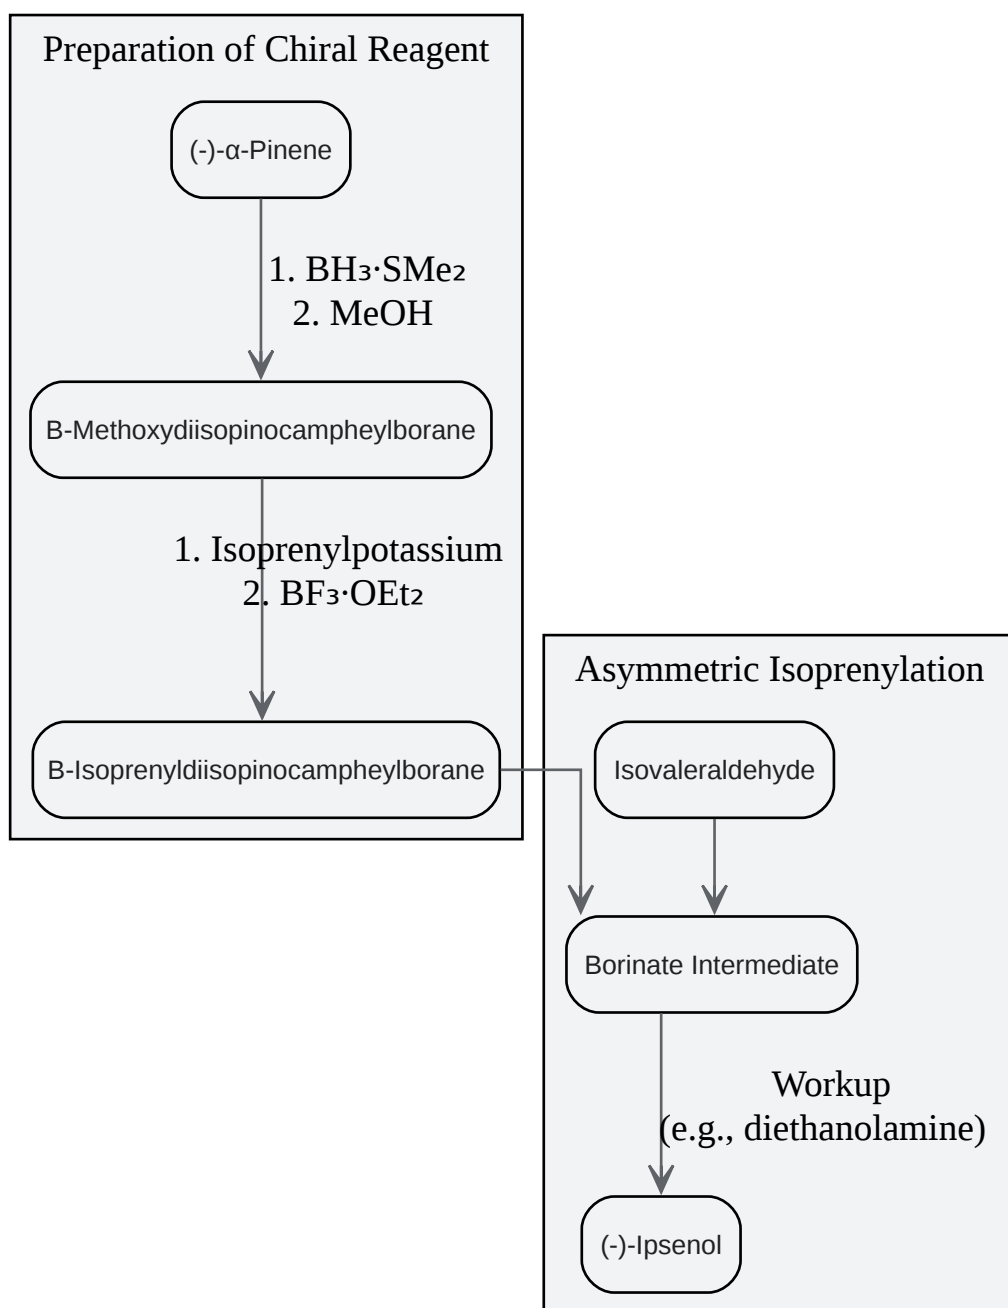 Preparation of Chiral Reagent
(-)-α-Pinene
1. BH₃·SMe₂
2. MeOH
B-Methoxydiisopinocampheylborane
1. Isoprenylpotassium
2. BF₃·OEt₂
B-Isoprenyldiisopinocampheylborane
Asymmetric Isoprenylation
Isovaleraldehyde
Borinate Intermediate
Workup
(e.g., diethanolamine)
(-)-Ipsenol